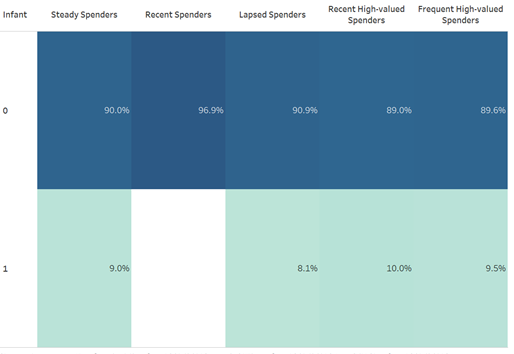 Infant Steady Spenders Recent Spenders Lapsed Spenders Recent High-valued Spenders Frequent High-valued Spenders
0 90.0% 96.9% 90.9% 89.0% 89.6%
1 9.0% 8.1% 10.0% 9.5%